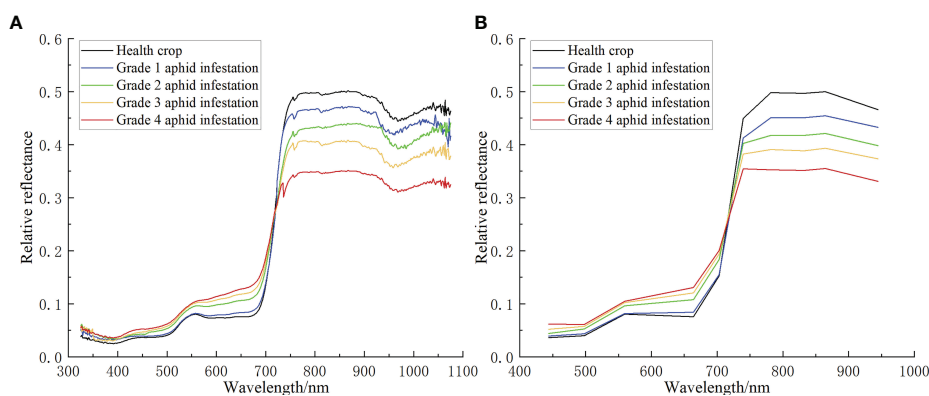 A
0.6
0.5
0.4
0.3
0.2
0.1
0.0
Relative reflectance
Health crop
Grade 1 aphid infestation
Grade 2 aphid infestation
Grade 3 aphid infestation
Grade 4 aphid infestation
300 400 500 600 700 800 900 1000 1100
Wavelength/nm
B
0.6
0.5
0.4
0.3
0.2
0.1
0.0
Relative reflectance
Health crop
Grade 1 aphid infestation
Grade 2 aphid infestation
Grade 3 aphid infestation
Grade 4 aphid infestation
400 500 600 700 800 900 1000
Wavelength/nm